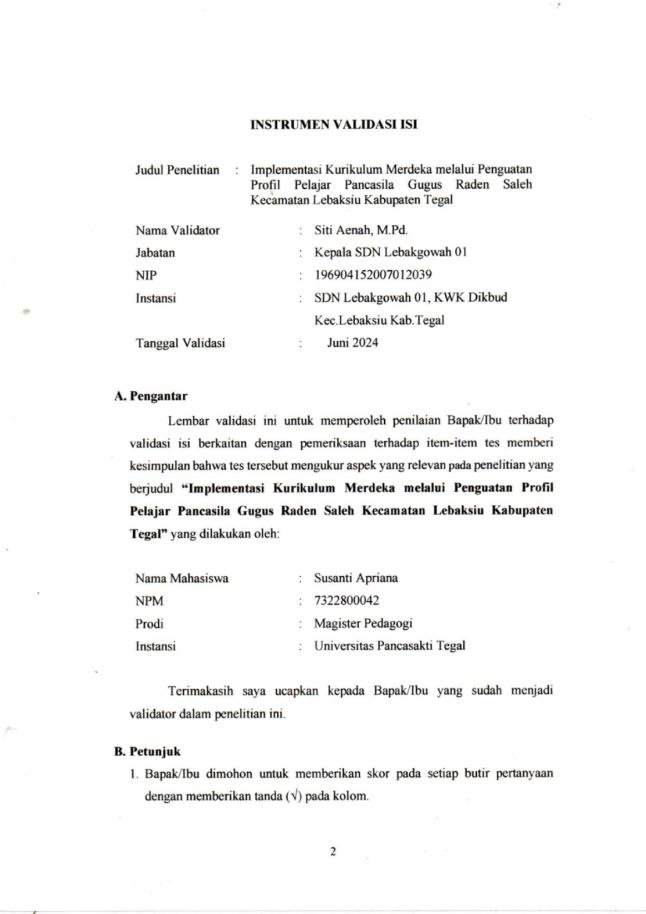 INSTRUMEN VALIDASI ISI
Judul Penelitian : Implementasi Kurikulum Merdeka melalui Penguatan
Profil Pelajar Pancasila Gugus Raden Saleh
Kecamatan Lebaksiu Kabupaten Tegal
Nama Validator : Siti Aenah, M.Pd.
Jabatan : Kepala SDN Lebakgowah 01
NIP : 196904152007012039
Instansi : SDN Lebakgowah 01, KWK Dikbud
Kec.Lebaksiu Kab.Tegal
Tanggal Validasi : Juni 2024
A. Pengantar
Lembar validasi ini untuk memperoleh penilaian Bapak/Ibu terhadap
validasi isi berkaitan dengan pemeriksaan terhadap item-item tes memberi
kesimpulan bahwa tes tersebut mengukur aspek yang relevan pada penelitian yang
berjudul “Implementasi Kurikulum Merdeka melalui Penguatan Profil
Pelajar Pancasila Gugus Raden Saleh Kecamatan Lebaksiu Kabupaten
Tegal” yang dilakukan oleh:
Nama Mahasiswa : Susanti Apriana
NPM : 7322800042
Prodi : Magister Pedagogi
Instansi : Universitas Pancasakti Tegal
Terimakasih saya ucapkan kepada Bapak/Ibu yang sudah menjadi
validator dalam penelitian ini.
B. Petunjuk
1. Bapak/Ibu dimohon untuk memberikan skor pada setiap butir pertanyaan
dengan memberikan tanda (√) pada kolom.
2